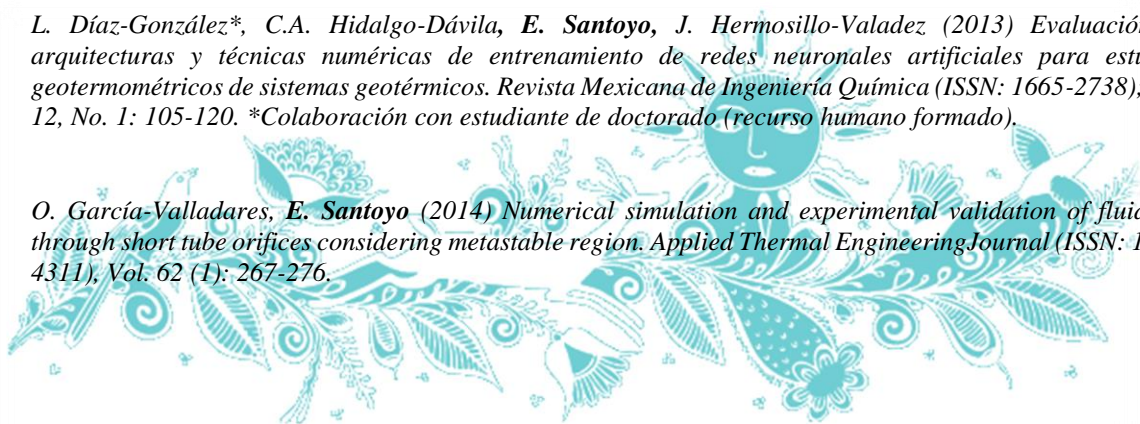 L. Díaz-González*, C.A. Hidalgo-Dávila, E. Santoyo, J. Hermosillo-Valadez (2013) Evaluación
arquitecturas y técnicas numéricas de entrenamiento de redes neuronales artificiales para estu
geotermométricos de sistemas geotérmicos. Revista Mexicana de Ingeniería Química (ISSN: 1665-2738),
12, No. 1: 105-120. *Colaboración con estudiante de doctorado (recurso humano formado).
O. García-Valladares, E. Santoyo (2014) Numerical simulation and experimental validation of fluid
through short tube orifices considering metastable region. Applied Thermal EngineeringJournal (ISSN: 1
4311), Vol. 62 (1): 267-276.